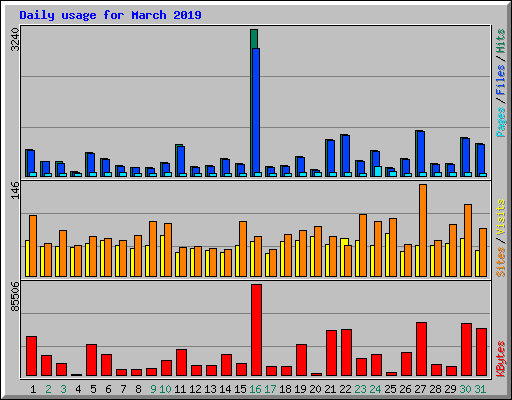 Daily usage for March 2019
3240
Pages / Files / Hits
146
Sites / Visits
85506
KBytes
1 2 3 4 5 6 7 8 9 10 11 12 13 14 15 16 17 18 19 20 21 22 23 24 25 26 27 28 29 30 31